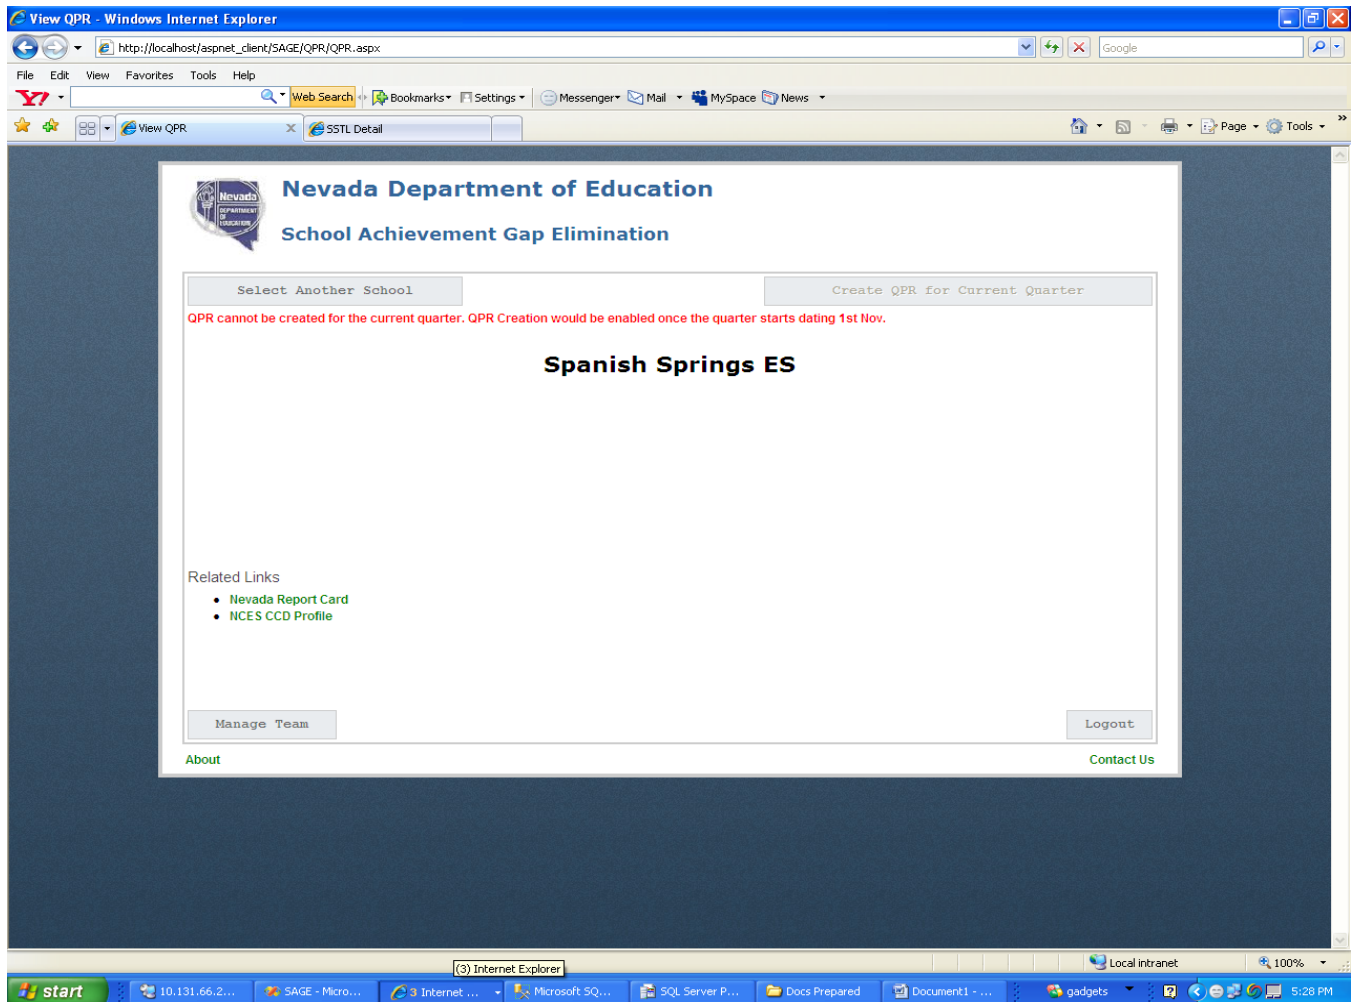 View QPR - Windows Internet Explorer
http://localhost/aspnet_client/SAGE/QPR/QPR.aspx
Google
File Edit View Favorites Tools Help
Y! Web Search Bookmarks Settings Messenger Mail MySpace News
View QPR SSTL Detail Page Tools
Nevada
DEPARTMENT
OF
EDUCATION
Nevada Department of Education
School Achievement Gap Elimination
Select Another School Create QPR for Current Quarter
QPR cannot be created for the current quarter. QPR Creation would be enabled once the quarter starts dating 1st Nov.
Spanish Springs ES
Related Links
Nevada Report Card
NCES CCD Profile
Manage Team Logout
About Contact Us
Local intranet 100%
(3) Internet Explorer
start 10.131.66.2... SAGE - Micro... 3 Internet ... Microsoft SQ... SQL Server P... Docs Prepared Document1 - ... gadgets 5:28 PM